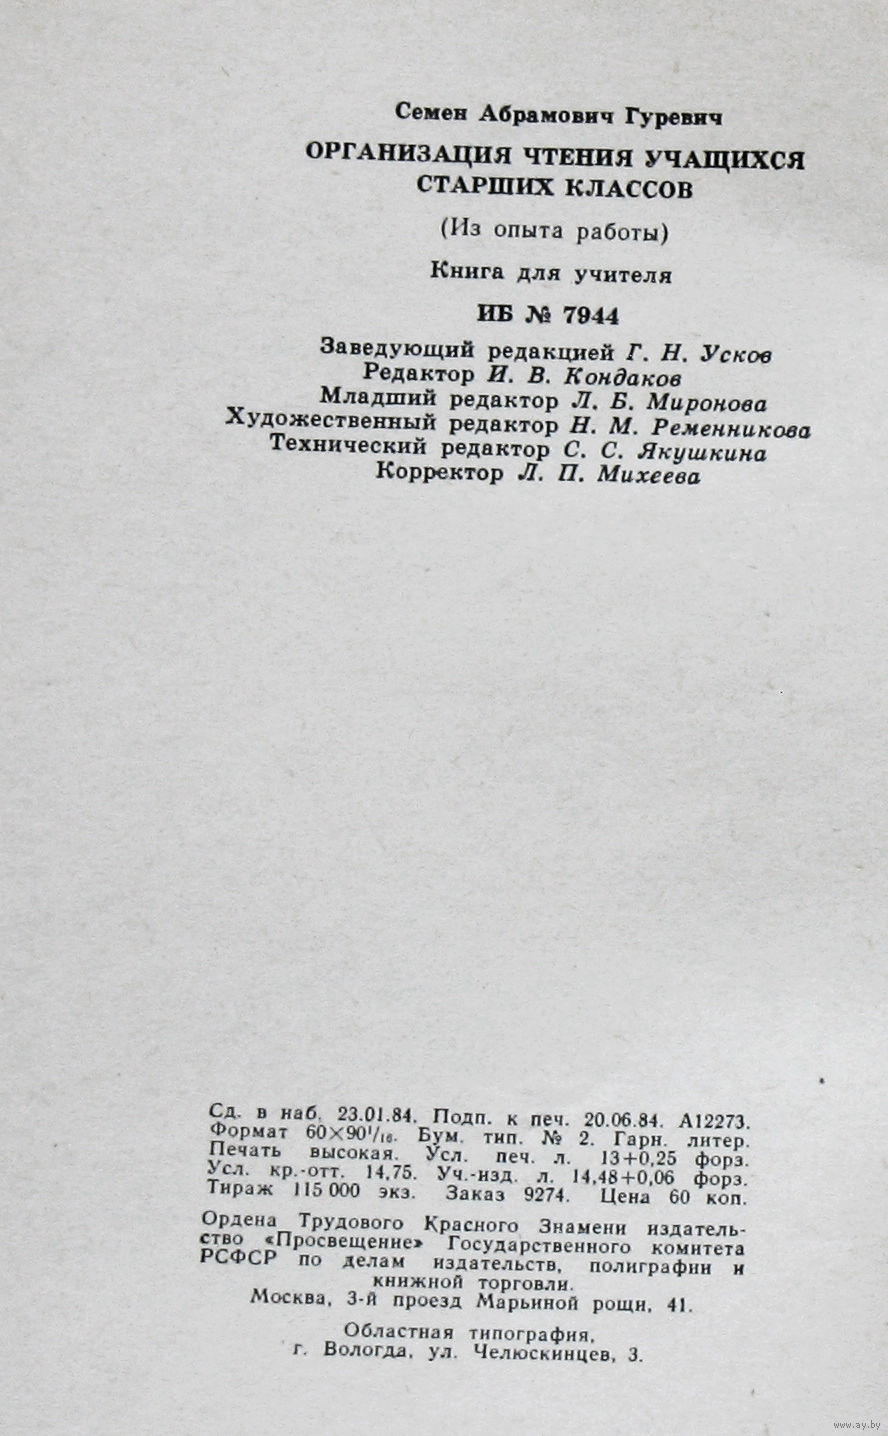 Семен Абрамович Гуревич
ОРГАНИЗАЦИЯ ЧТЕНИЯ УЧАЩИХСЯ
СТАРШИХ КЛАССОВ
(Из опыта работы)
Книга для учителя
ИБ № 7944
Заведующий редакцией Г. Н. Усков
Редактор И. В. Кондаков
Младший редактор Л. Б. Миронова
Художественный редактор Н. М. Ременникова
Технический редактор С. С. Якушкина
Корректор Л. П. Михеева
Сд. в наб. 23.01.84. Подп. к печ. 20.06.84. А12273.
Формат 60×90¹/₁₆. Бум. тип. № 2. Гарн. литер.
Печать высокая. Усл. печ. л. 13+0,25 форз.
Усл. кр.-отт. 14,75. Уч.-изд. л. 14,48+0,06 форз.
Тираж 115 000 экз. Заказ 9274. Цена 60 коп.
Ордена Трудового Красного Знамени издатель-
ство «Просвещение» Государственного комитета
РСФСР по делам издательств, полиграфии и
книжной торговли.
Москва, 3-й проезд Марьиной рощи, 41.
Областная типография,
г. Вологда, ул. Челюскинцев, 3.
www.ay.by